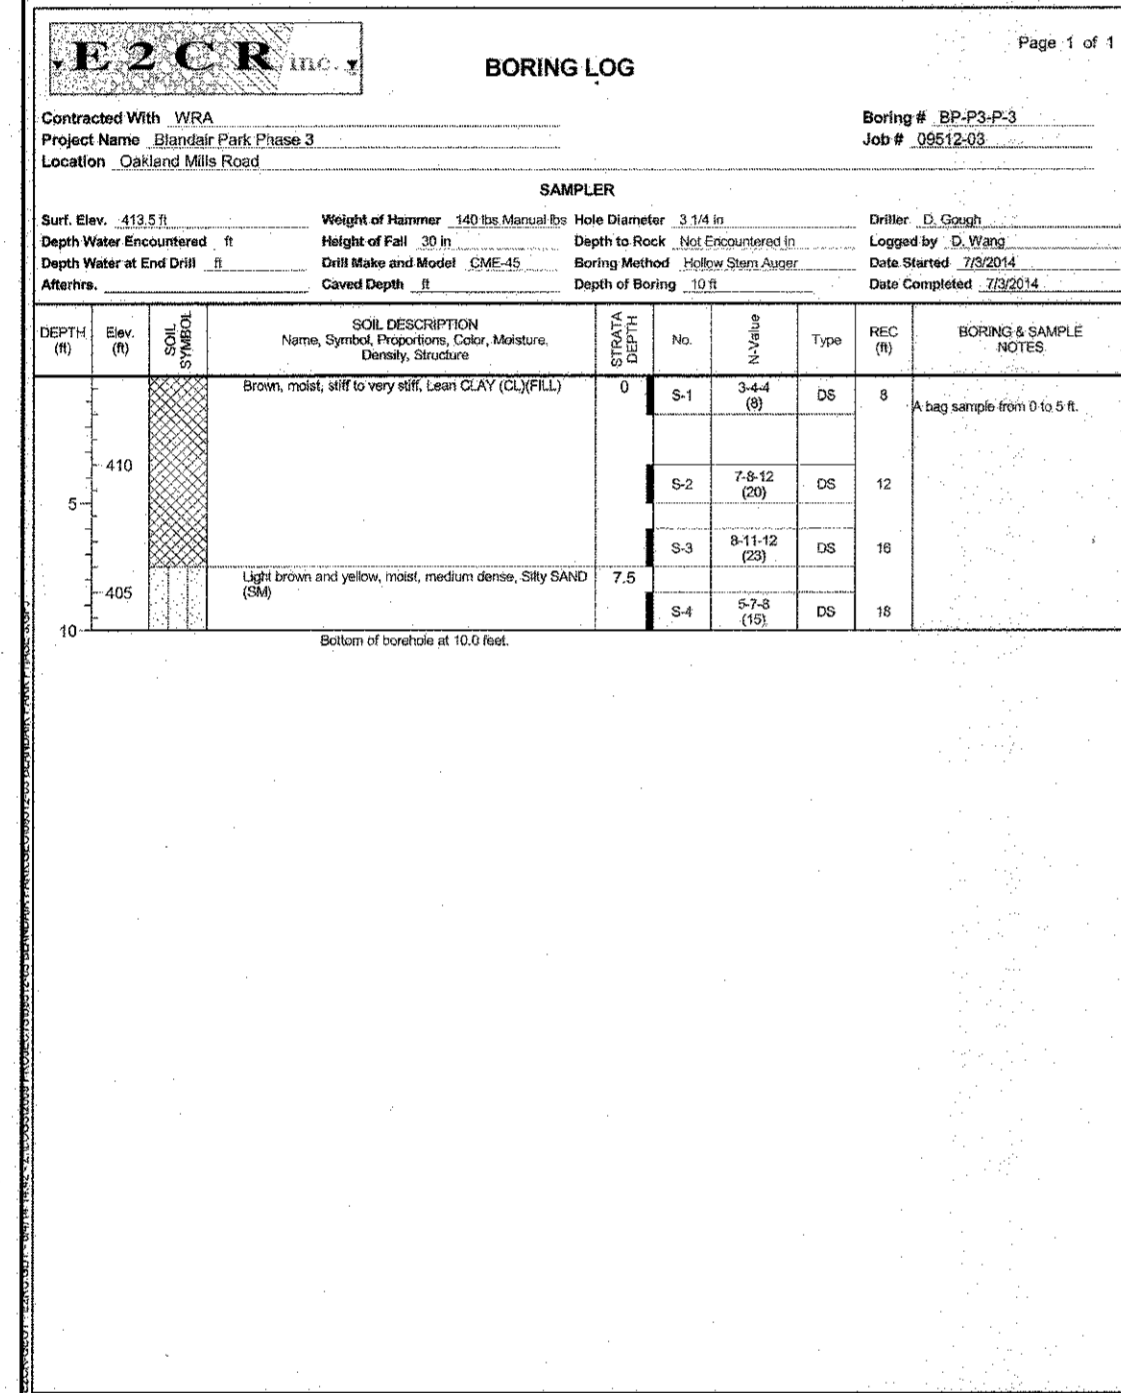 E2CR inc.
Page 1 of 1
BORING LOG
Contracted With WRA
Boring # BP-P3-P-3
Project Name Blandair Park Phase 3
Job # 09512-03
Location Oakland Mills Road
SAMPLER
Surf. Elev. 413.5 ft Weight of Hammer 140 lbs Manual lbs Hole Diameter 3 1/4 in Driller D. Gough
Depth Water Encountered ft Height of Fall 30 in Depth to Rock Not Encountered in Logged by D. Wang
Depth Water at End Drill ft Drill Make and Model CME-45 Boring Method Hollow Stem Auger Date Started 7/3/2014
Afterhrs. Caved Depth ft Depth of Boring 10 ft Date Completed 7/3/2014
DEPTH (ft) Elev. (ft) SOIL SYMBOL SOIL DESCRIPTION Name, Symbol, Proportions, Color, Moisture, Density, Structure STRATA DEPTH No. N-Value Type REC (ft) BORING & SAMPLE NOTES
Brown, moist, stiff to very stiff, Lean CLAY (CL)(FILL) 0 S-1 3-4-4 (8) DS 8 A bag sample from 0 to 5 ft.
410
S-2 7-8-12 (20) DS 12
5
S-3 8-11-12 (23) DS 16
Light brown and yellow, moist, medium dense, Silty SAND (SM) 7.5
405
S-4 5-7-8 (15) DS 18
10
Bottom of borehole at 10.0 feet.